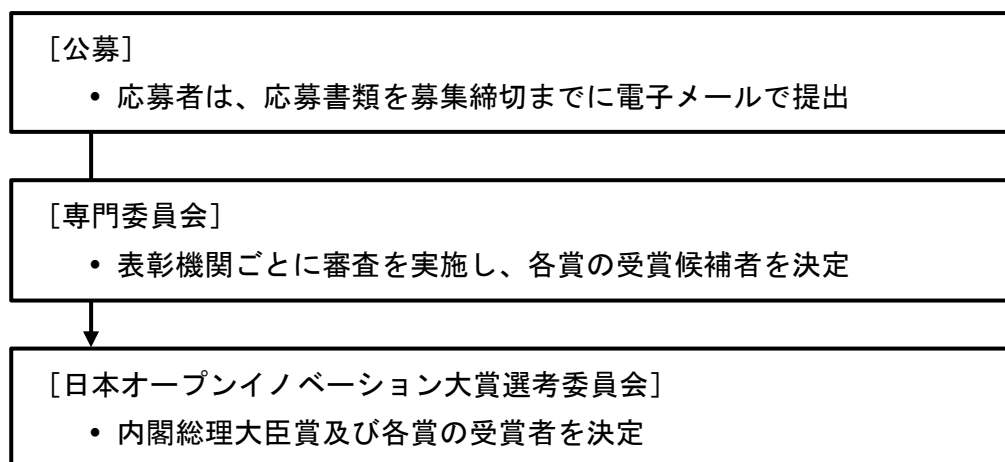 ［公募］
• 応募者は、応募書類を募集締切までに電子メールで提出
［専門委員会］
• 表彰機関ごとに審査を実施し、各賞の受賞候補者を決定
［日本オープンイノベーション大賞選考委員会］
• 内閣総理大臣賞及び各賞の受賞者を決定